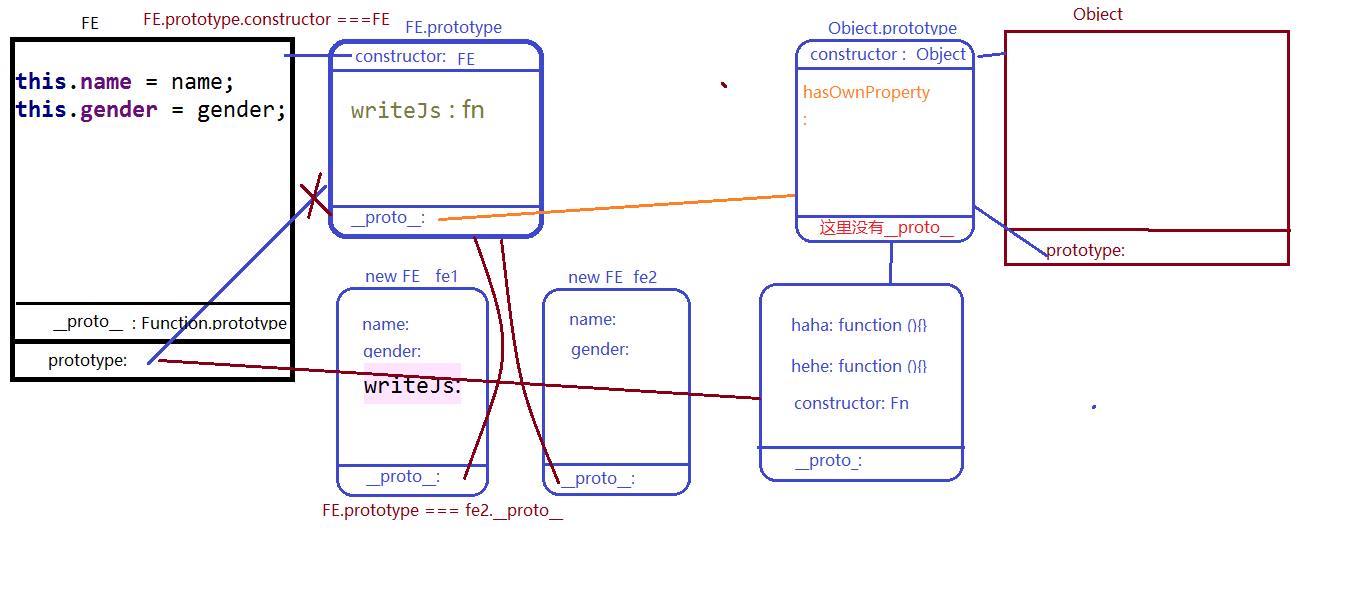 FE
FE.prototype.constructor ===FE
this.name = name;
this.gender = gender;
__proto__ : Function.prototype
prototype:
FE.prototype
constructor: FE
writeJs : fn
__proto__:
new FE fe1
name:
gender:
writeJs:
__proto__:
new FE fe2
name:
gender:
__proto__:
FE.prototype === fe2.__proto__
Object.prototype
constructor : Object
hasOwnProperty
:
这里没有__proto__
haha: function (){}
hehe: function (){}
constructor: Fn
__proto_:
Object
prototype: